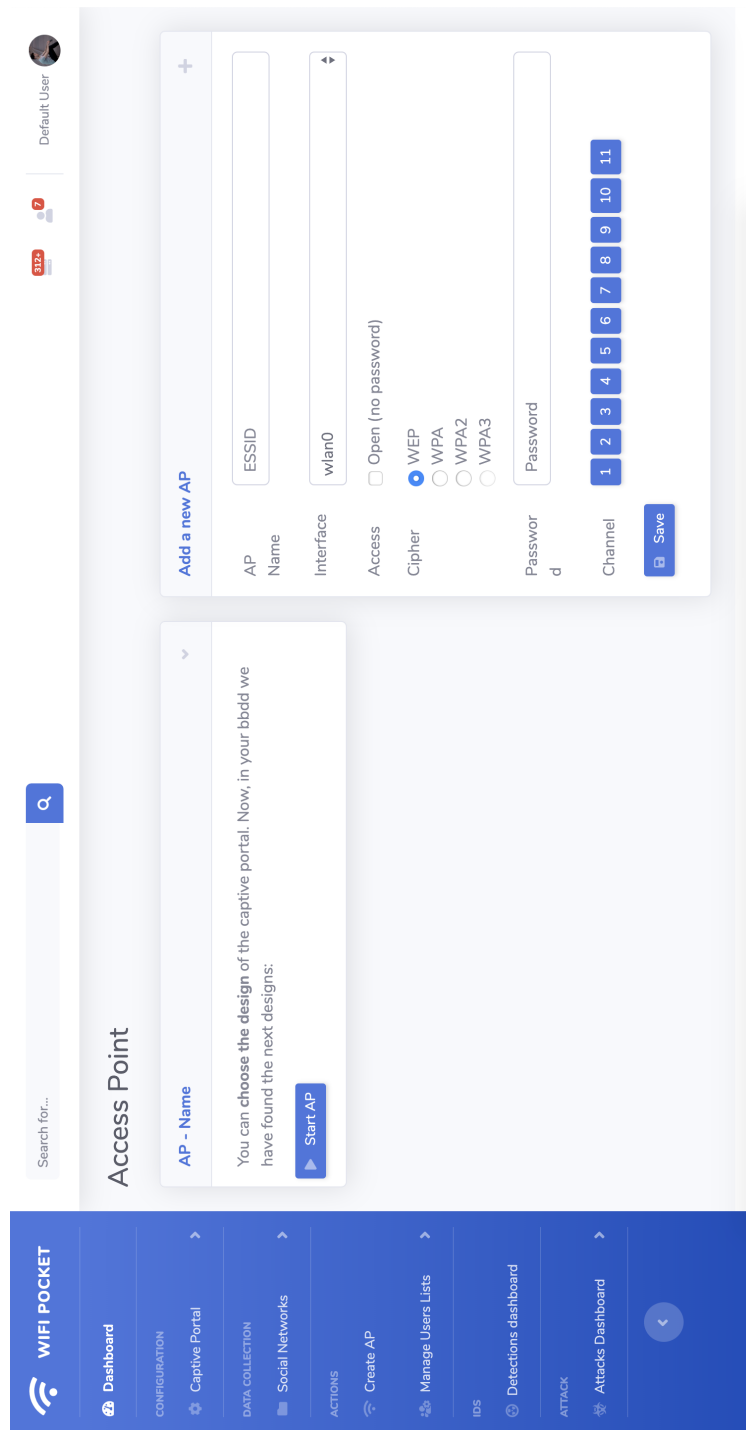 WIFI POCKET
Dashboard
CONFIGURATION
Captive Portal
DATA COLLECTION
Social Networks
ACTIONS
Create AP
Manage Users Lists
IDS
Detections dashboard
ATTACK
Attacks Dashboard
Search for...
312+
7
Default User
Access Point
AP - Name
You can choose the design of the captive portal. Now, in your bbdd we
have found the next designs:
Start AP
Add a new AP
AP
Name
ESSID
Interface
wlan0
Access
Open (no password)
Cipher
WEP
WPA
WPA2
WPA3
Passwor
d
Password
Channel
1 2 3 4 5 6 7 8 9 10 11
Save